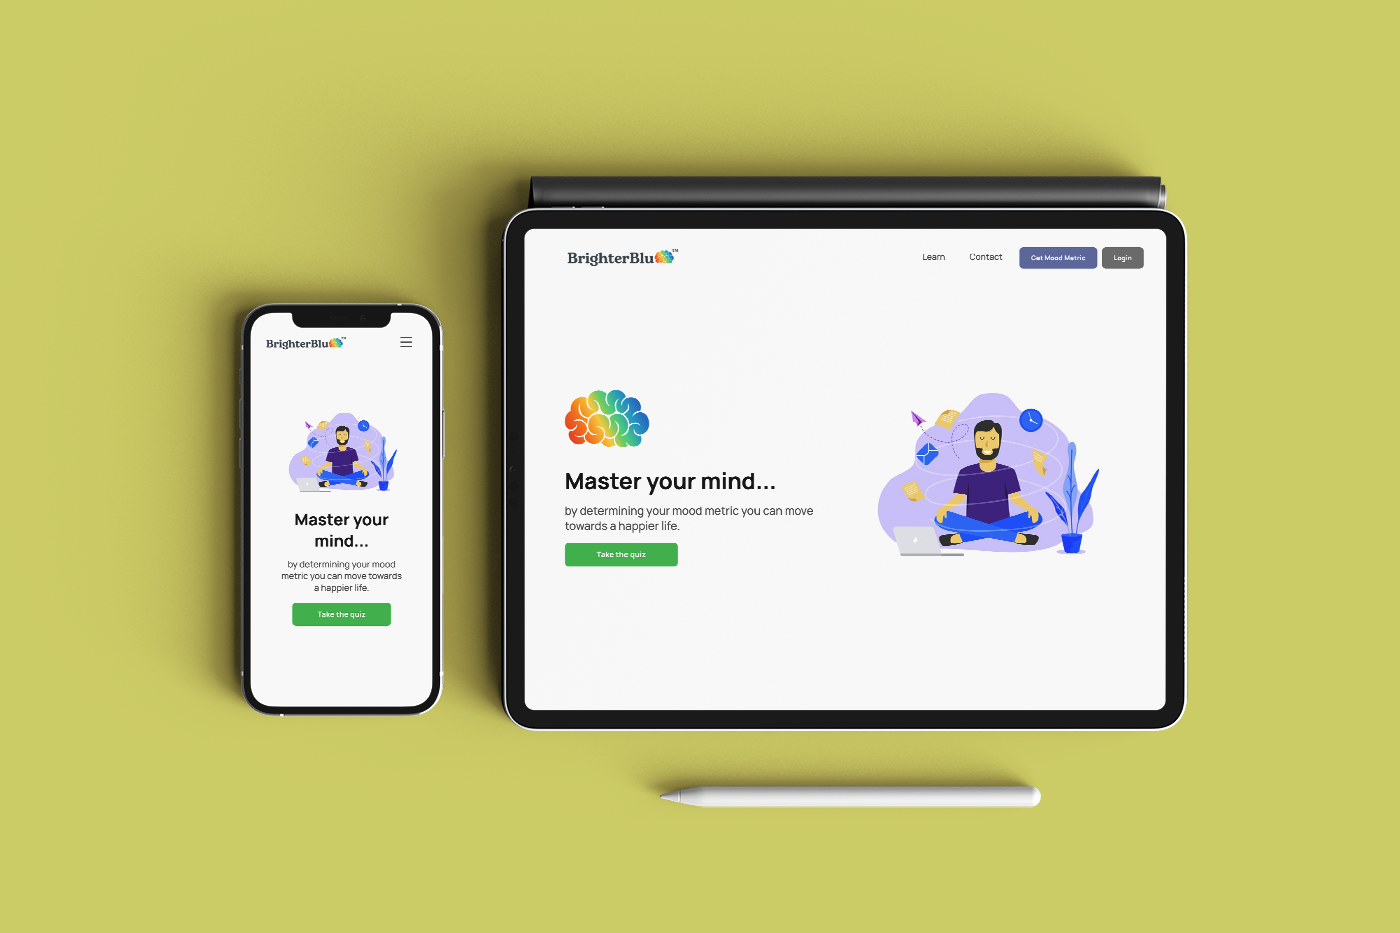 BrighterBlu™
Learn
Contact
Get Mood Metric
Login
Master your mind...
by determining your mood metric you can move
towards a happier life.
Take the quiz
BrighterBlu™
Master your
mind...
by determining your mood
metric you can move towards
a happier life.
Take the quiz